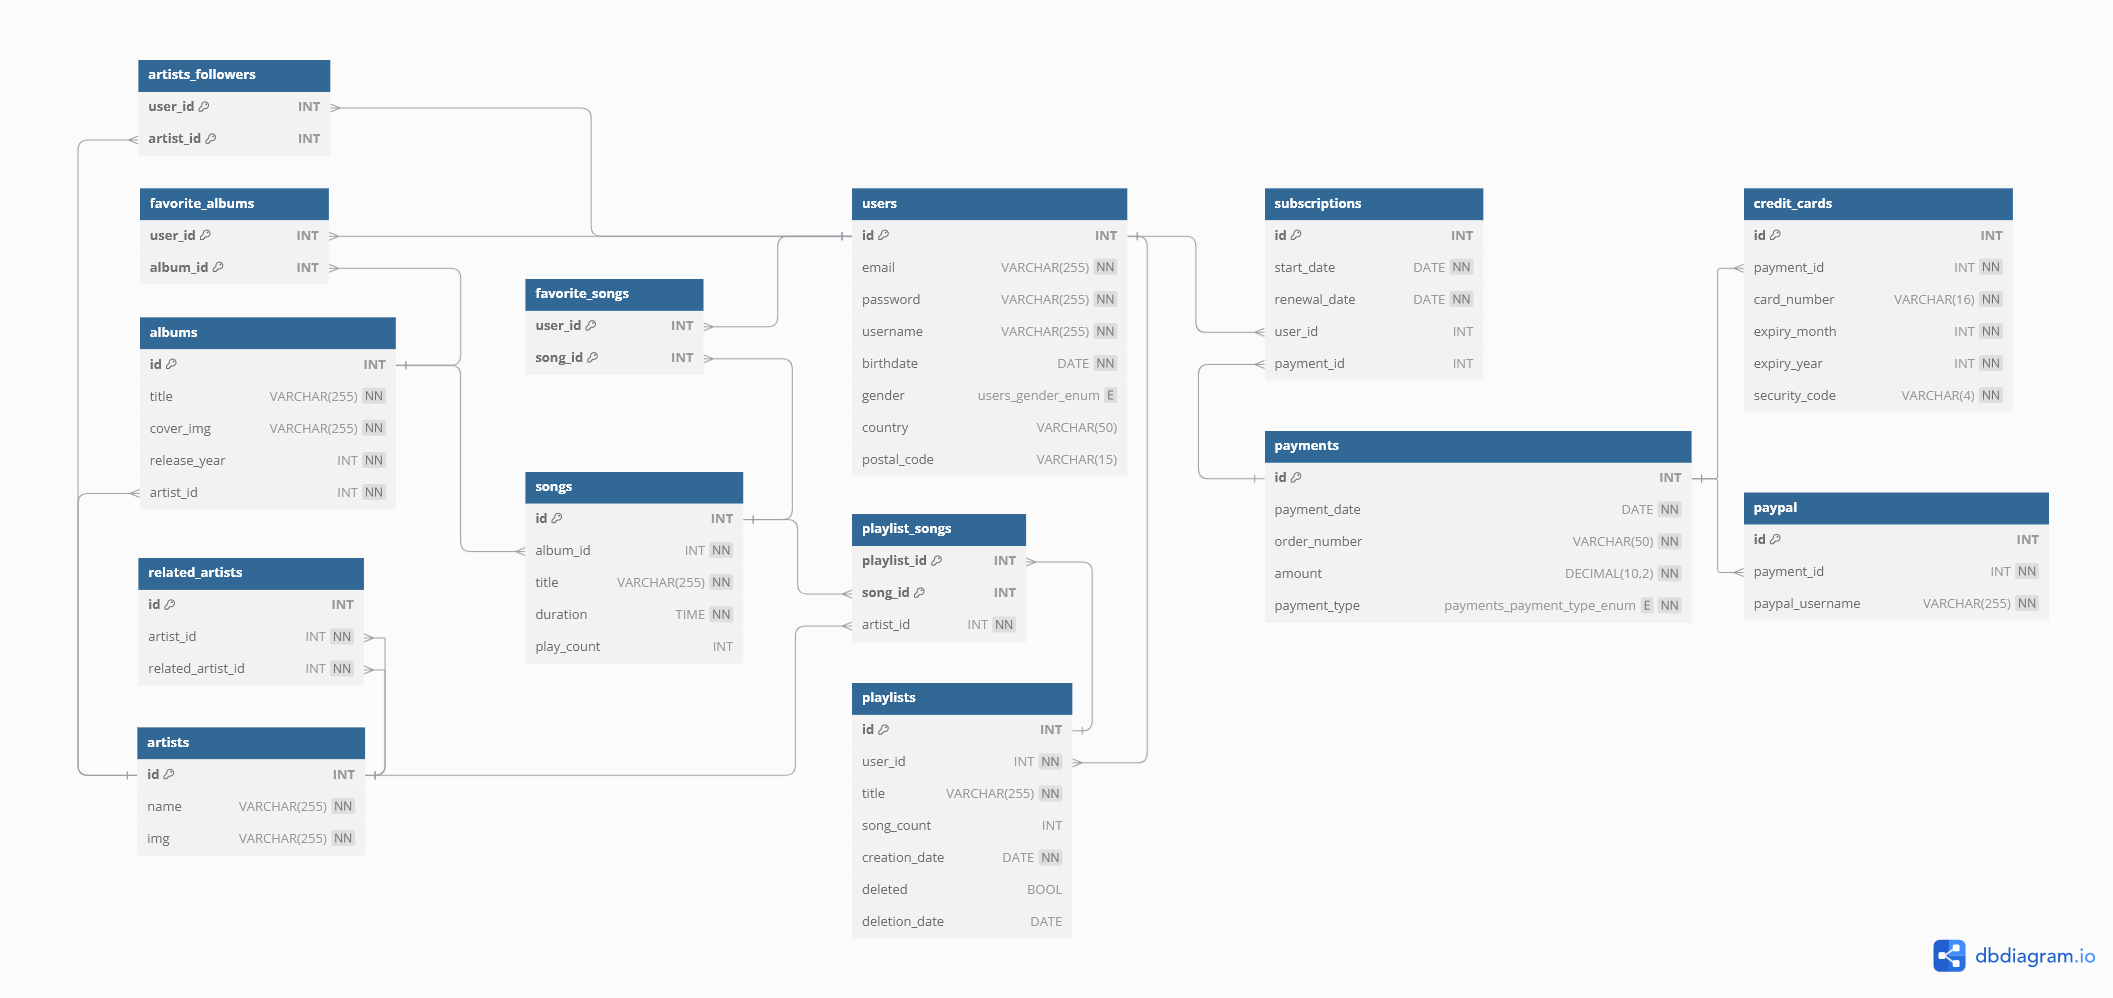 artists_followers
user_id INT
artist_id INT
favorite_albums
user_id INT
album_id INT
albums
id INT
title VARCHAR(255) NN
cover_img VARCHAR(255) NN
release_year INT NN
artist_id INT NN
related_artists
id INT
artist_id INT NN
related_artist_id INT NN
artists
id INT
name VARCHAR(255) NN
img VARCHAR(255) NN
favorite_songs
user_id INT
song_id INT
songs
id INT
album_id INT NN
title VARCHAR(255) NN
duration TIME NN
play_count INT
users
id INT
email VARCHAR(255) NN
password VARCHAR(255) NN
username VARCHAR(255) NN
birthdate DATE NN
gender users_gender_enum E
country VARCHAR(50)
postal_code VARCHAR(15)
playlist_songs
playlist_id INT
song_id INT
artist_id INT NN
playlists
id INT
user_id INT NN
title VARCHAR(255) NN
song_count INT
creation_date DATE NN
deleted BOOL
deletion_date DATE
subscriptions
id INT
start_date DATE NN
renewal_date DATE NN
user_id INT
payment_id INT
payments
id INT
payment_date DATE NN
order_number VARCHAR(50) NN
amount DECIMAL(10,2) NN
payment_type payments_payment_type_enum E NN
credit_cards
id INT
payment_id INT NN
card_number VARCHAR(16) NN
expiry_month INT NN
expiry_year INT NN
security_code VARCHAR(4) NN
paypal
id INT
payment_id INT NN
paypal_username VARCHAR(255) NN
dbdiagram.io